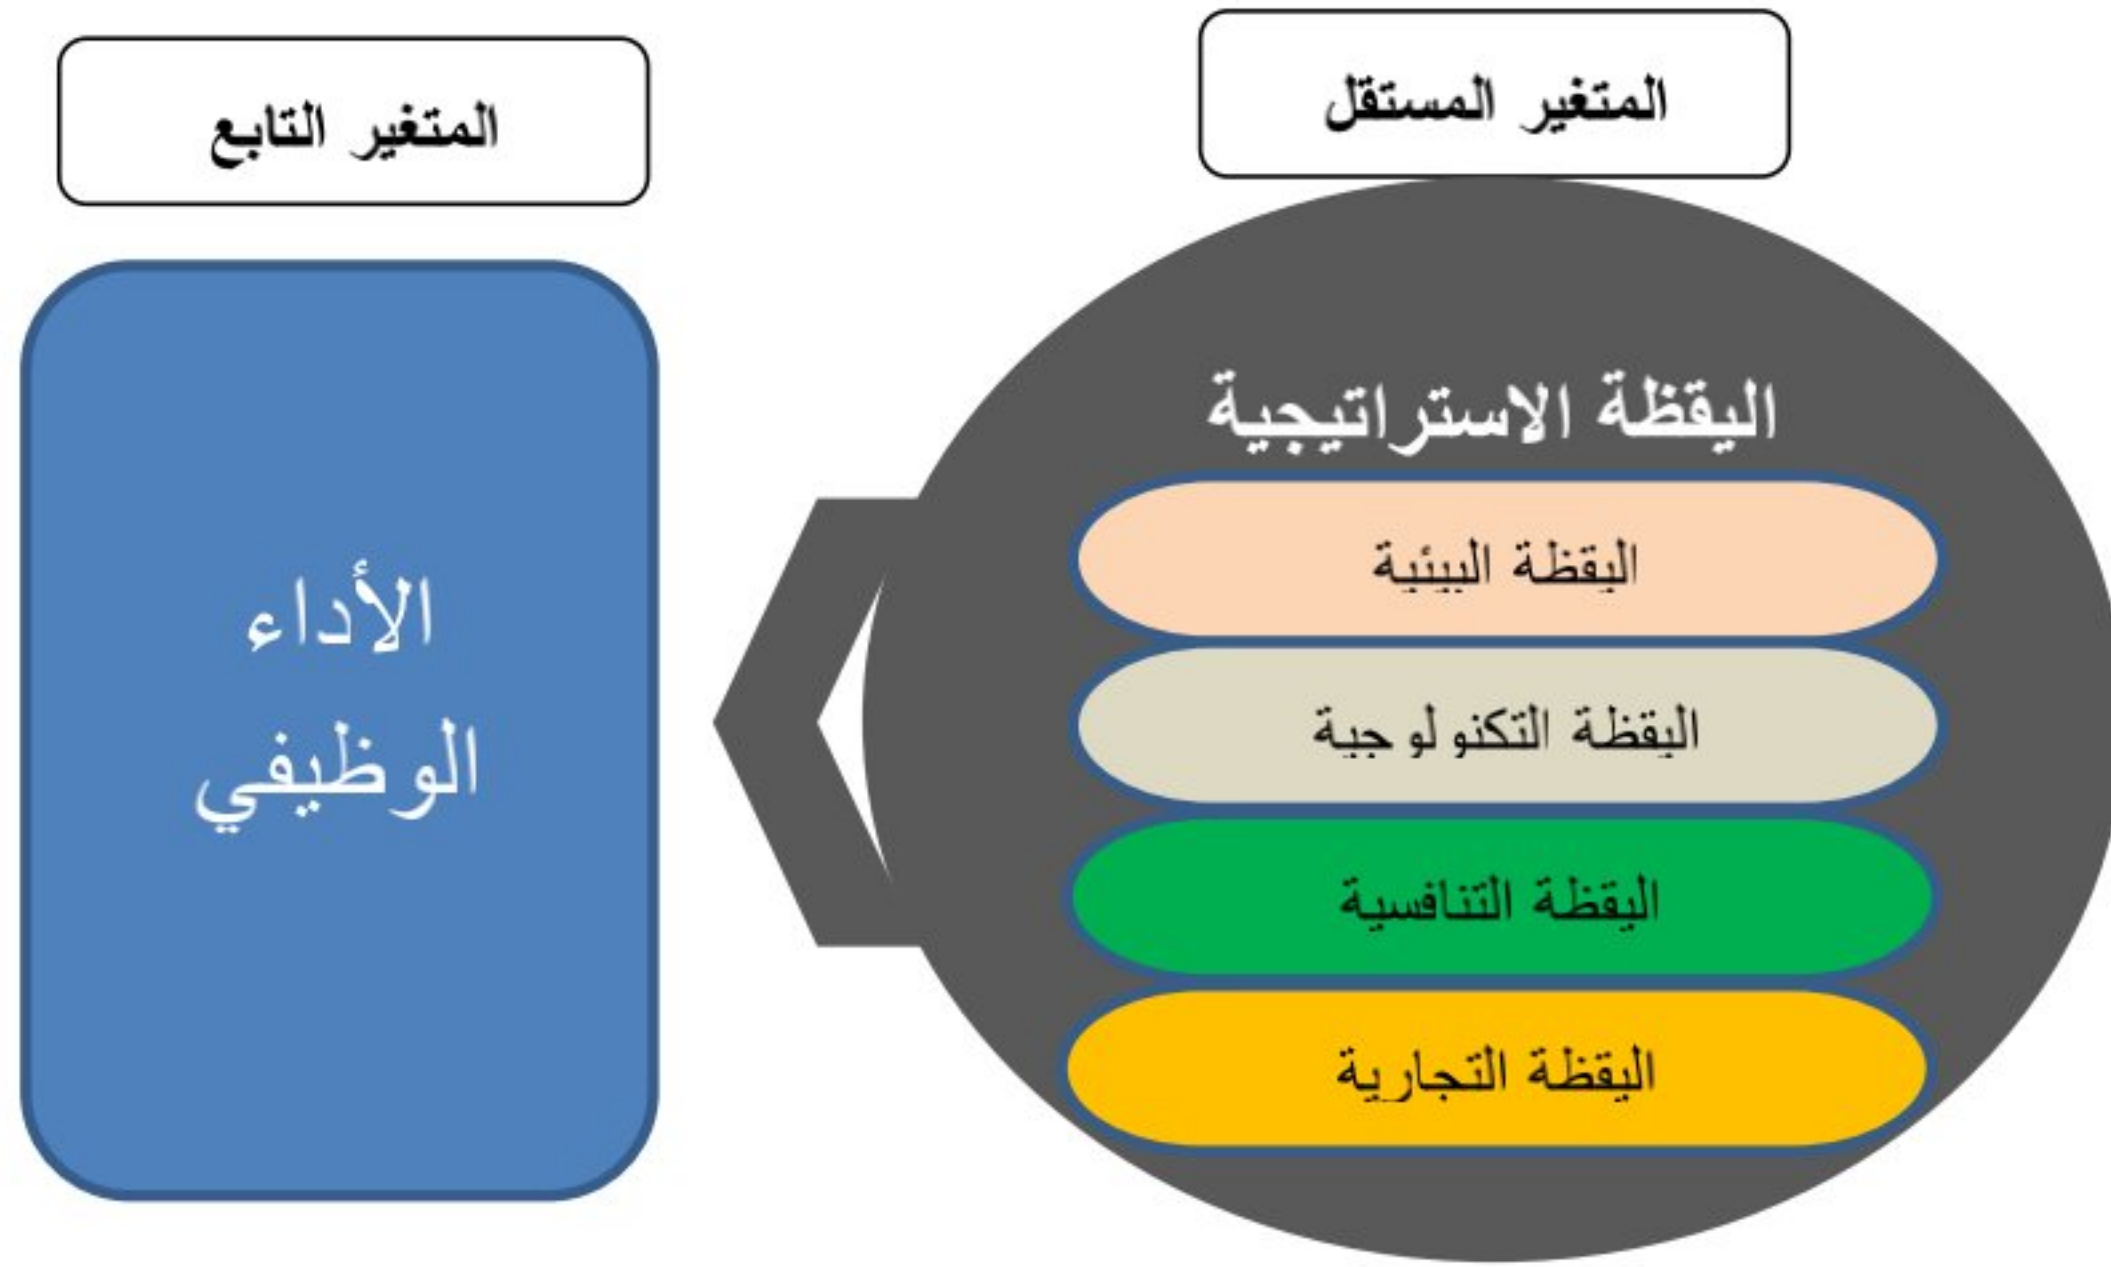 المتغير المستقل
اليقظة الاستراتيجية
اليقظة البيئية
اليقظة التكنولوجية
اليقظة التنافسية
اليقظة التجارية
المتغير التابع
الأداء
الوظيفي